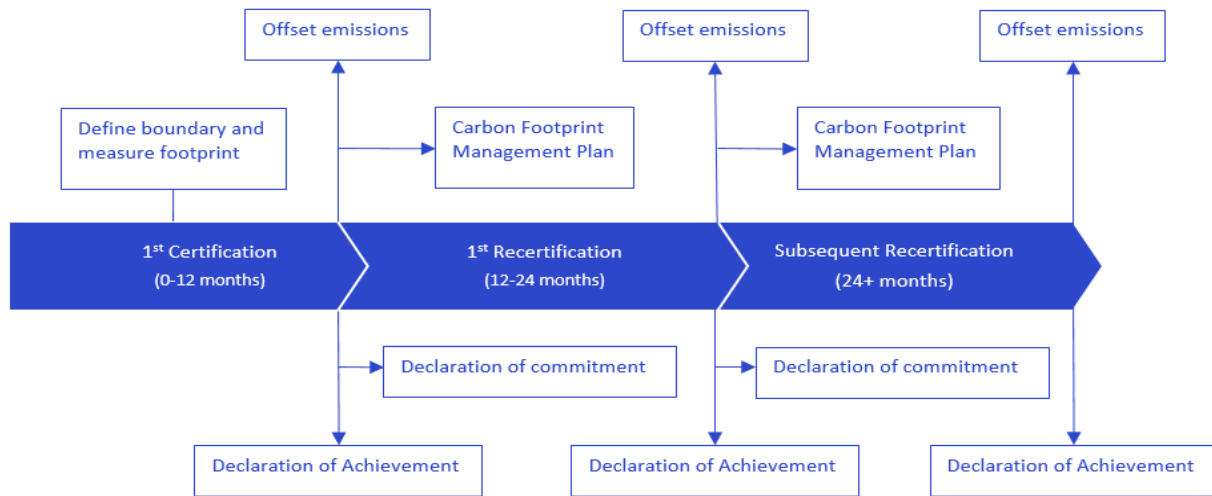 Offset emissions
Offset emissions
Offset emissions
Define boundary and
measure footprint
Carbon Footprint
Management Plan
Carbon Footprint
Management Plan
1st Certification
(0-12 months)
1st Recertification
(12-24 months)
Subsequent Recertification
(24+ months)
Declaration of commitment
Declaration of commitment
Declaration of Achievement
Declaration of Achievement
Declaration of Achievement